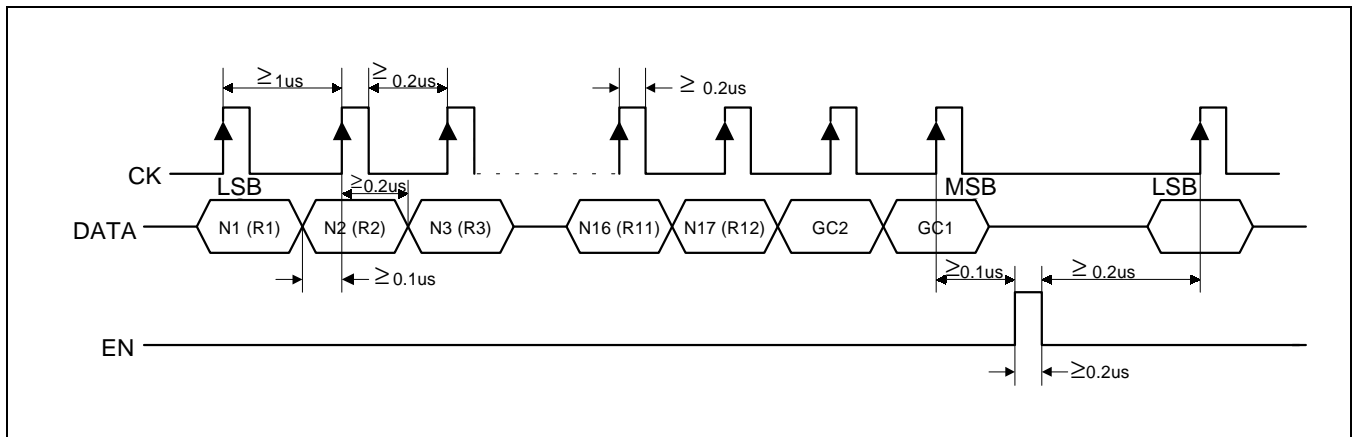 ≥1us
≥0.2us
≥ 0.2us
CK
LSB
≥0.2us
MSB
LSB
DATA
N1 (R1)
N2 (R2)
N3 (R3)
N16 (R11)
N17 (R12)
GC2
GC1
≥0.1us
≥0.1us
≥ 0.2us
EN
≥0.2us